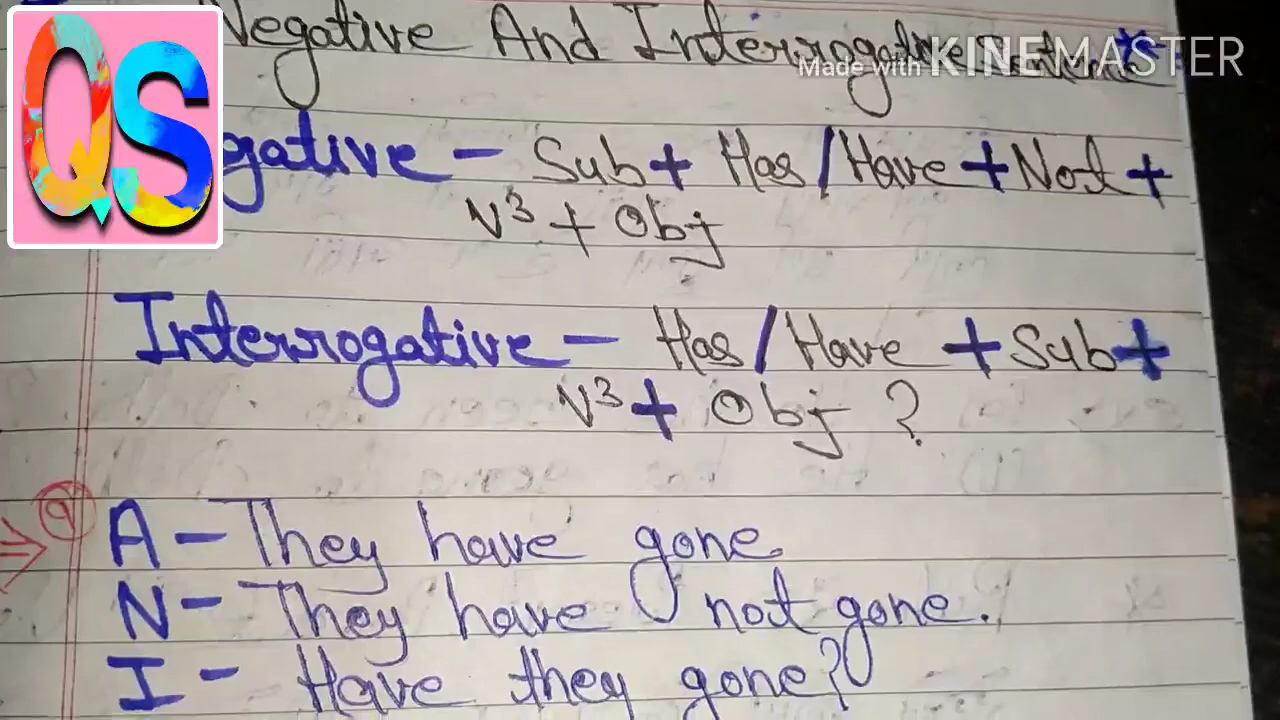 QS
Negative And Interrogative Sentence
Made with KINEMASTER
gative - Sub + Has/Have + Not +
V3 + Obj
Interrogative - Has/Have + Sub +
V3 + Obj ?
A - They have gone
N - They have not gone.
I - Have they gone?